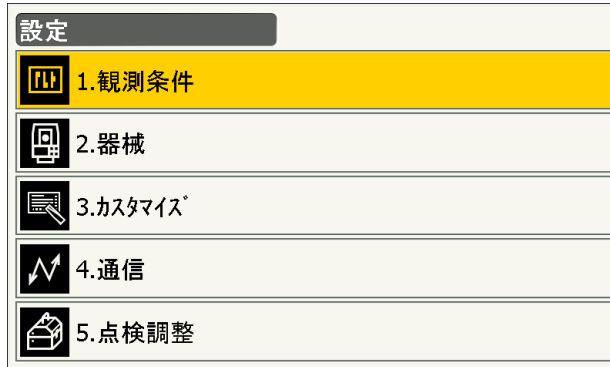 設定
1.観測条件
2.器械
3.ｶｽﾀﾏｲｽﾞ
4.通信
5.点検調整